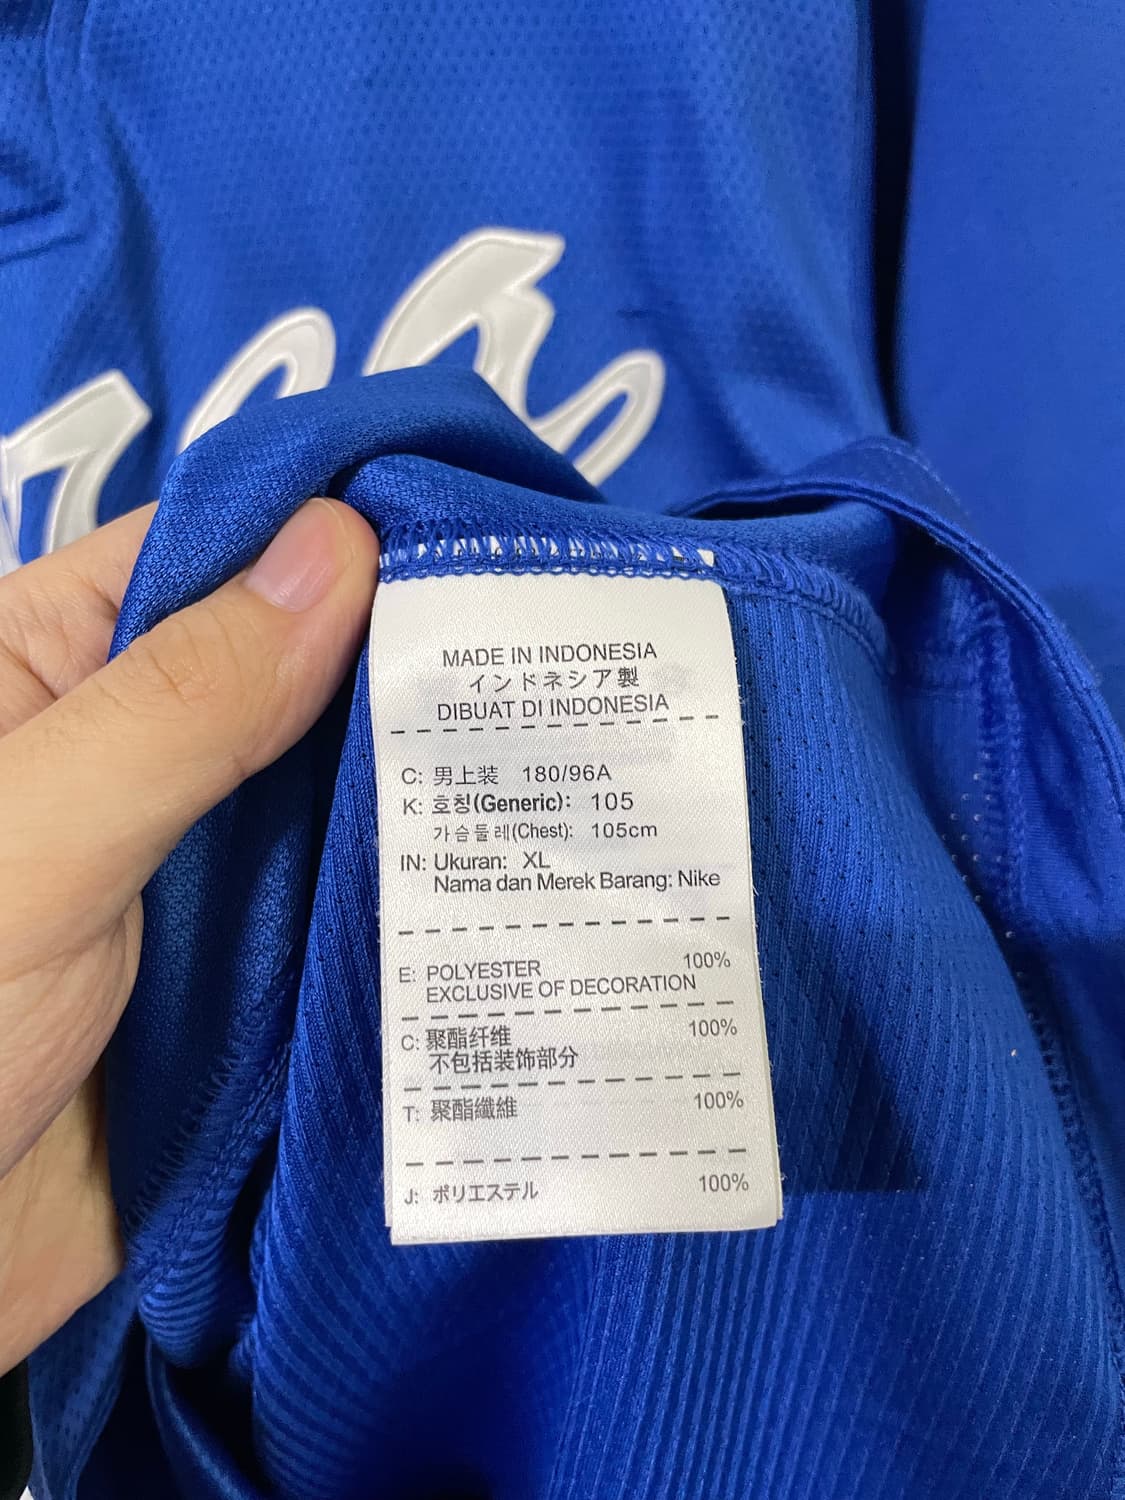 rea
MADE IN INDONESIA
インドネシア製
DIBUAT DI INDONESIA
C: 男上装 180/96A
K: 호칭(Generic): 105
가슴둘레(Chest): 105cm
IN: Ukuran: XL
Nama dan Merek Barang: Nike
E: POLYESTER 100%
EXCLUSIVE OF DECORATION
C: 聚酯纤维 100%
不包括装饰部分
T: 聚酯纖維 100%
J: ポリエステル 100%